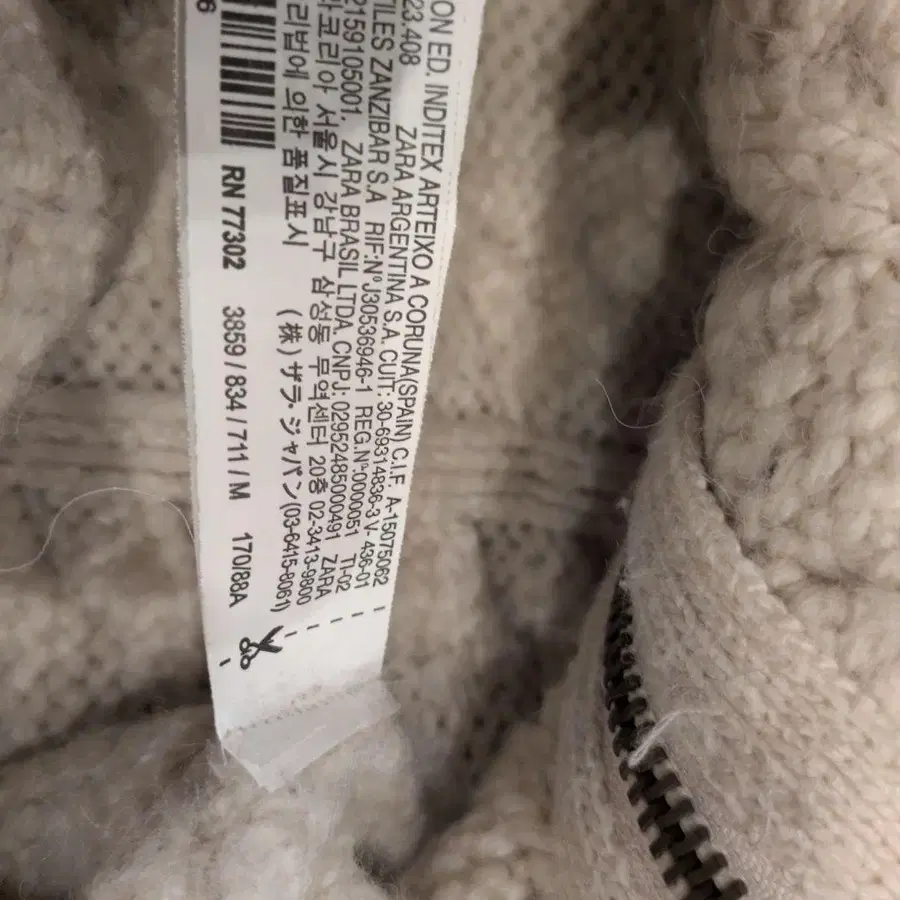 ON ED. INDITEX ARTEIXO A CORUNA(SPAIN) C.I.F. A-15075062
23.408 ZARA ARGENTINA S.A. CUIT: 30-69314836-3 V- 436-01
TILES ZANZIBAR S.A RIF:Nº J30536946-1 REG.Nº:0000051 TI-02
2159105001, ZARA BRASIL LTDA, CNPJ: 02952485000491 ZARA
코리아 서울시 강남구 삼성동 무역센터 20층 02-3413-9800
리법에 의한 품질표시 (株)ザラ・ジャパン(03-6415-8061)
6 RN 77302 3859 / 834 / 711 / M 170/88A